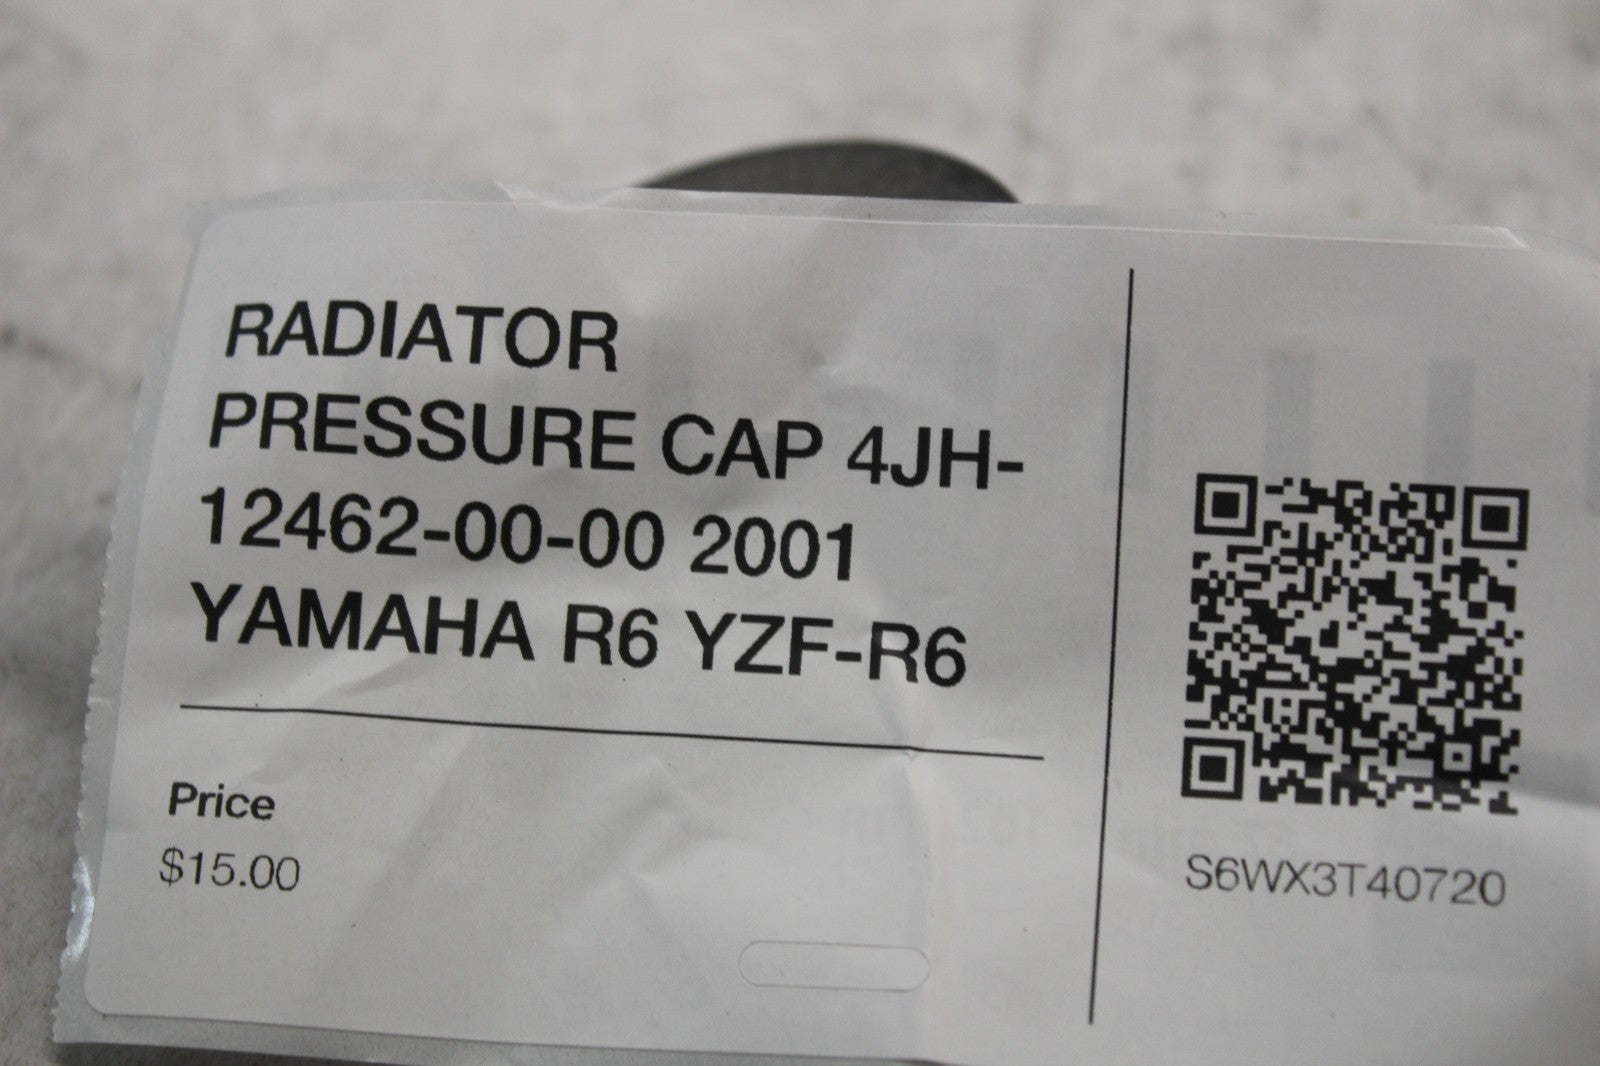 RADIATOR
PRESSURE CAP 4JH-
12462-00-00 2001
YAMAHA R6 YZF-R6
Price
$15.00
S6WX3T40720